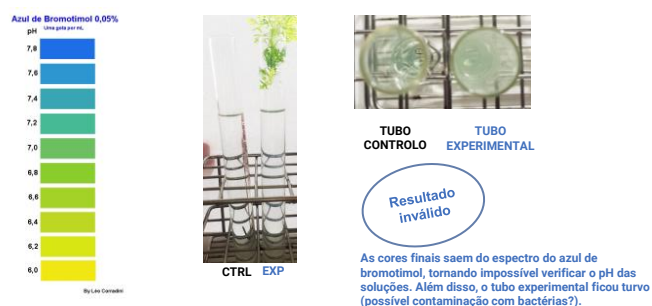 Azul de Bromotimol 0,05%
Uma gota por mL.
pH
7,8
7,6
7,4
7,2
7,0
6,8
6,6
6,4
6,2
6,0
By Léo Corradini
CTRL EXP
TUBO CONTROLO
TUBO EXPERIMENTAL
Resultado
inválido
As cores finais saem do espectro do azul de
bromotimol, tornando impossível verificar o pH das
soluções. Além disso, o tubo experimental ficou turvo
(possível contaminação com bactérias?).